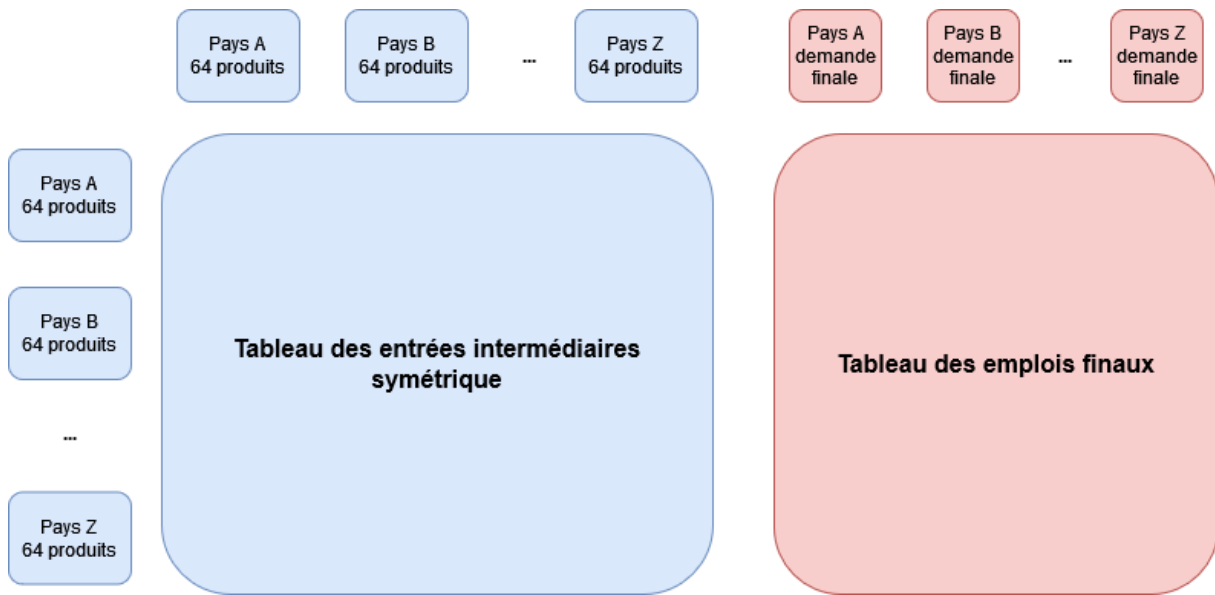 Pays A
64 produits
Pays B
64 produits
...
Pays Z
64 produits
Pays A
demande
finale
Pays B
demande
finale
...
Pays Z
demande
finale
Pays A
64 produits
Pays B
64 produits
...
Pays Z
64 produits
Tableau des entrées intermédiaires
symétrique
Tableau des emplois finaux